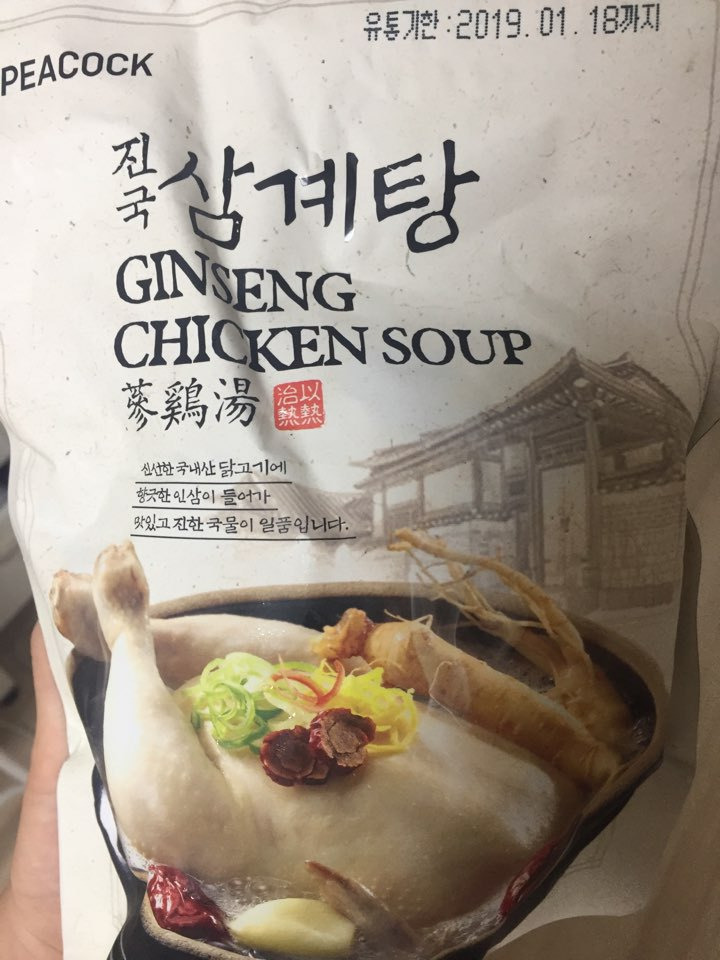 유통기한:2019.01.18까지
PEACOCK
진국 삼계탕
GINSENG
CHICKEN SOUP
蔘鷄湯
以熱治熱
신선한 국내산 닭고기에
향긋한 인삼이 들어가
맛있고 진한 국물이 일품입니다.